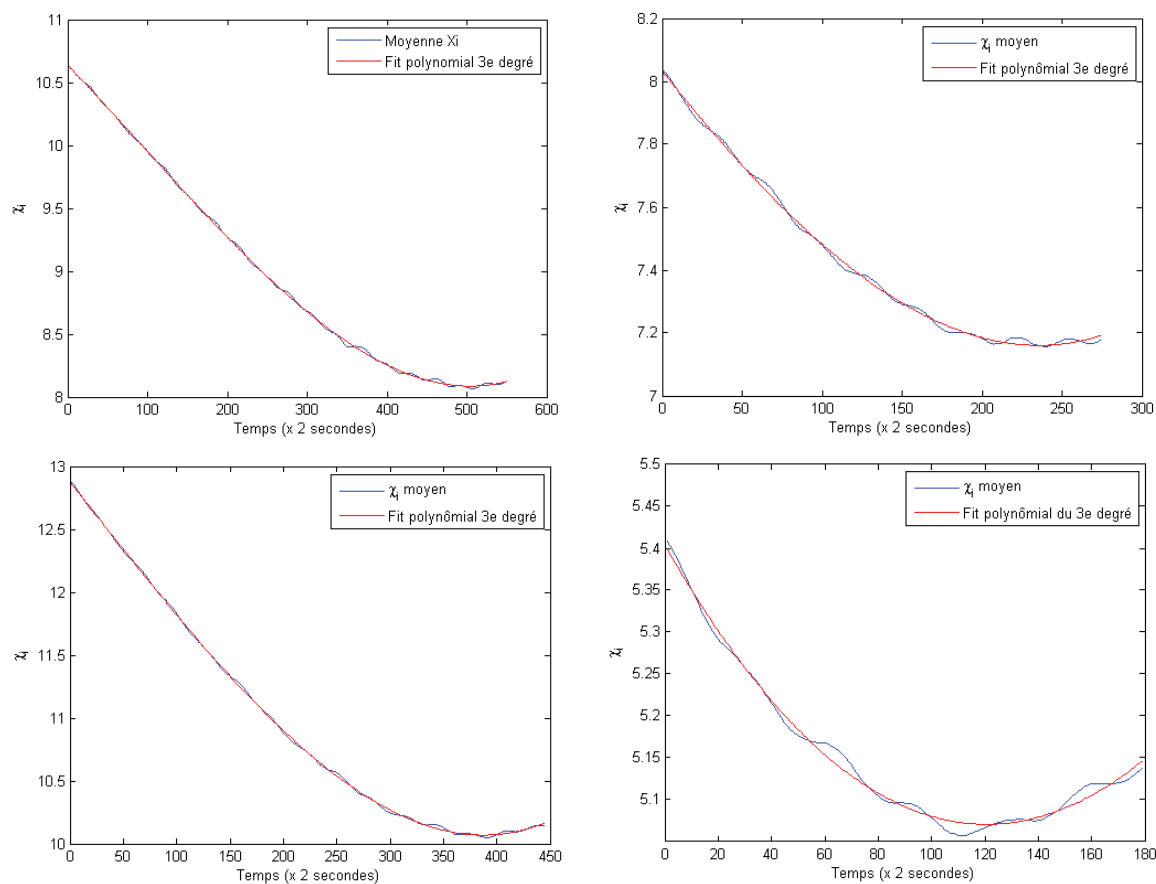 11
10.5
10
9.5
9
8.5
8
χi
0 100 200 300 400 500 600
Temps (x 2 secondes)
Moyenne Xi
Fit polynomial 3e degré
8.2
8
7.8
7.6
7.4
7.2
7
χi
0 50 100 150 200 250 300
Temps (x 2 secondes)
χi moyen
Fit polynômial 3e degré
13
12.5
12
11.5
11
10.5
10
χi
0 50 100 150 200 250 300 350 400 450
Temps (x 2 secondes)
χi moyen
Fit polynômial 3e degré
5.5
5.45
5.4
5.35
5.3
5.25
5.2
5.15
5.1
χi
0 20 40 60 80 100 120 140 160 180
Temps (x 2 secondes)
χi moyen
Fit polynômial du 3e degré